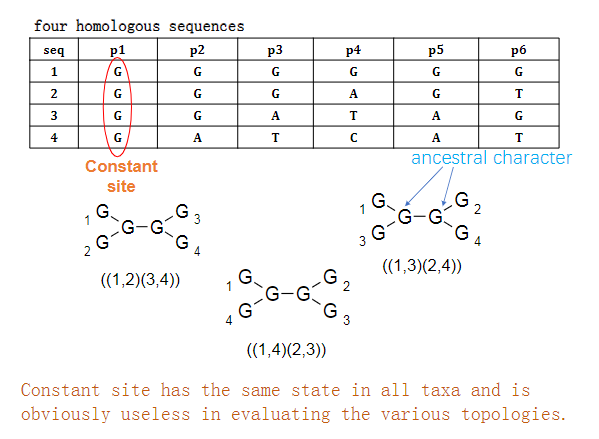 four homologous sequences
seq p1 p2 p3 p4 p5 p6
1 G G G G G G
2 G G G A G T
3 G G A T A G
4 G A T C A T
Constant
site
ancestral character
1 G G 3
G-G
2 G G 4
((1,2)(3,4))
1 G G 2
G-G
3 G G 4
((1,3)(2,4))
1 G G 2
G-G
4 G G 3
((1,4)(2,3))
Constant site has the same state in all taxa and is
obviously useless in evaluating the various topologies.